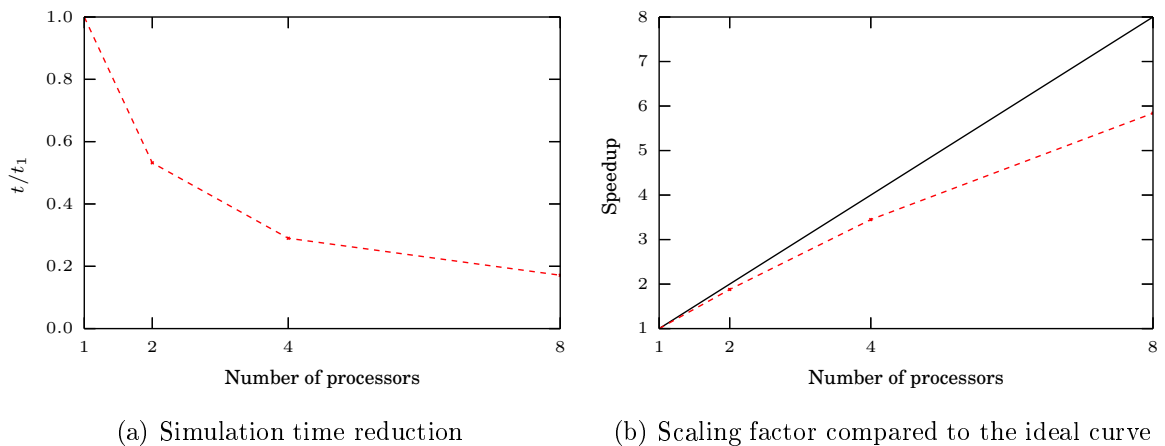 1.0
0.8
0.6
0.4
0.2
0.0
t/t₁
1 2 4 8
Number of processors
(a) Simulation time reduction
8
7
6
5
4
3
2
1
Speedup
1 2 4 8
Number of processors
(b) Scaling factor compared to the ideal curve